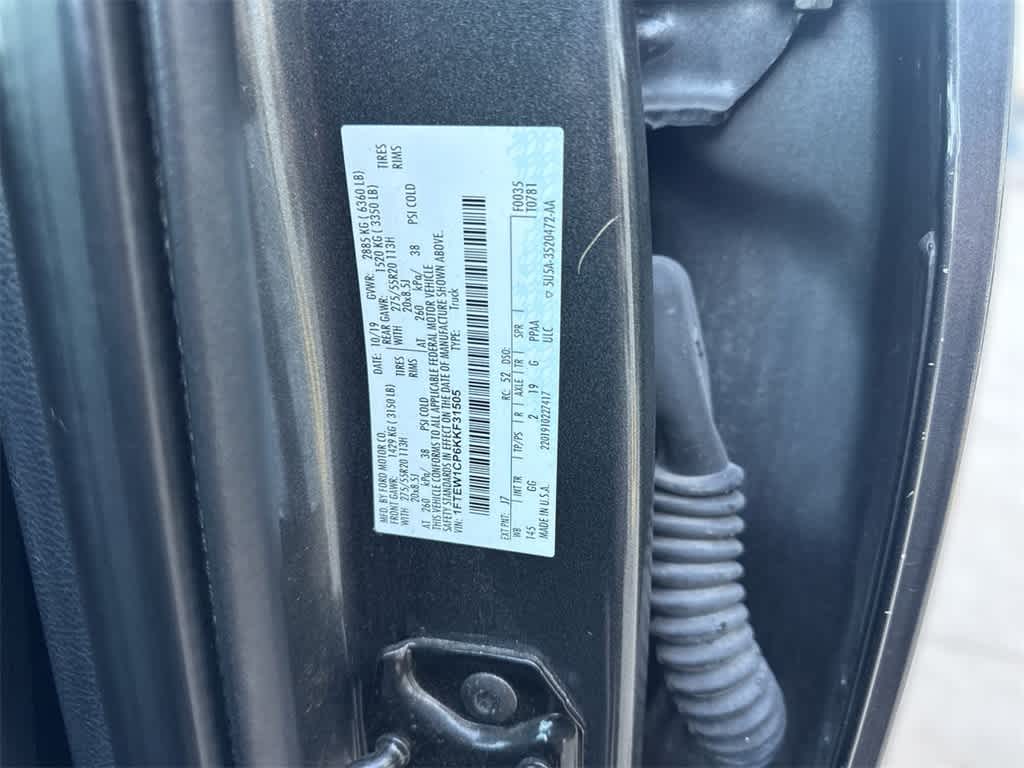 MFD. BY FORD MOTOR CO.
DATE: 10/19 GVWR: 2885 KG ( 6360 LB)
FRONT GAWR: 1429 KG ( 3150 LB) REAR GAWR: 1520 KG ( 3350 LB)
WITH 275/55R20 113H TIRES WITH 275/55R20 113H TIRES
20x8.5J RIMS 20x8.5J RIMS
AT 260 kPa/ 38 PSI COLD AT 260 kPa/ 38 PSI COLD
THIS VEHICLE CONFORMS TO ALL APPLICABLE FEDERAL MOTOR VEHICLE
SAFETY STANDARDS IN EFFECT ON THE DATE OF MANUFACTURE SHOWN ABOVE.
VIN: 1FTEW1CP6KKF31505 TYPE: Truck
EXT PNT: J7 RC: 52 DSO: F0035
WB INT TR TP/PS R AXLE TR SPR T0781
145 GG 2 19 G PPAA
MADE IN U.S.A. 2201910227417 ULC 5U5A-3520472-AA